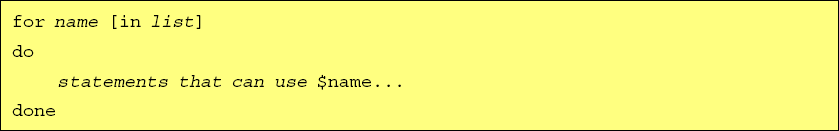 for name [in list]
do
statements that can use $name...
done